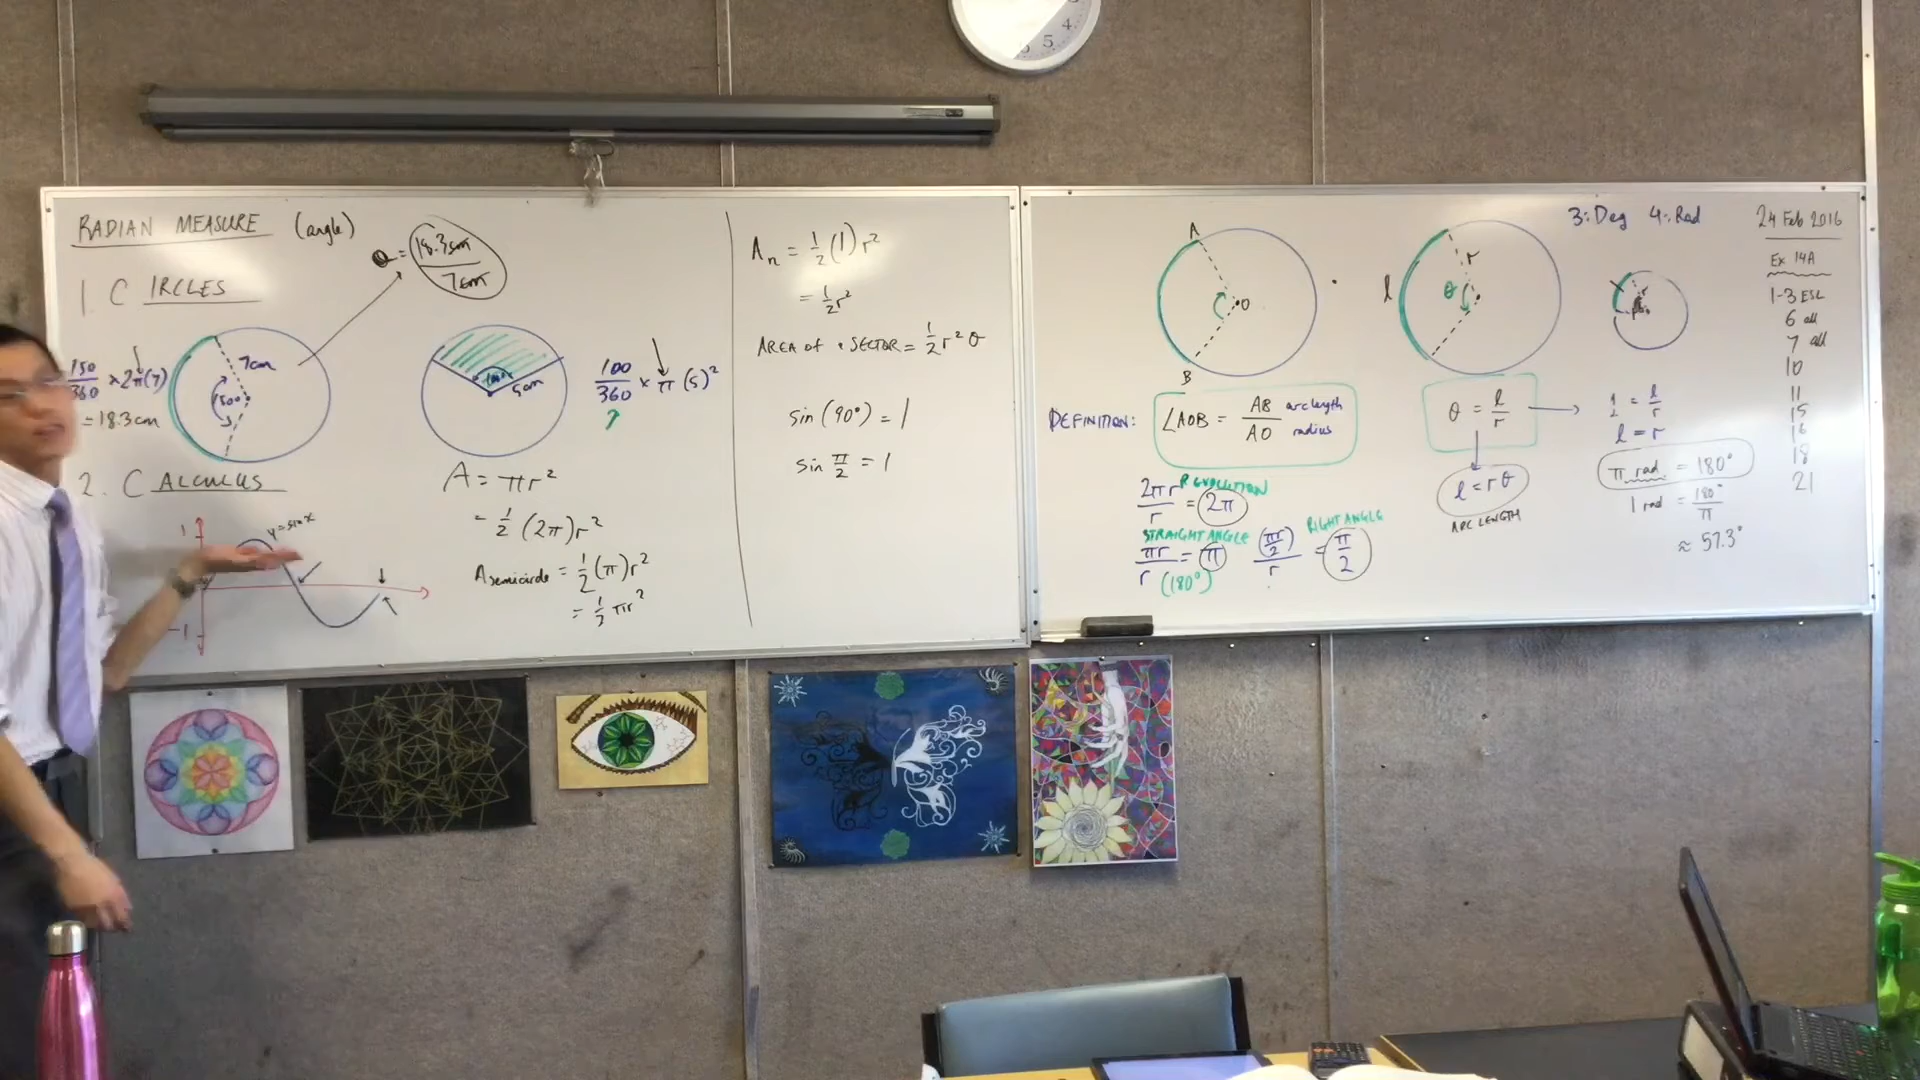 RADIAN MEASURE (angle)
θ = 18.3cm / 7cm
1. CIRCLES
7cm
150°
150/360 × 2π(7)
= 18.3cm
100°
5cm
100/360 × π(5)²
2. CALCULUS
y = sin x
1
-1
A = πr²
= 1/2 (2π) r²
A semicircle = 1/2 (π) r²
= 1/2 πr²
= 1/2 (1) r²
= 1/2 r²
AREA OF A SECTOR = 1/2 r² θ
sin (90°) = 1
sin π/2 = 1
A
O
B
DEFINITION: ∠AOB = AB/AO arc length / radius
2πr/r = 2π REVOLUTION
STRAIGHT ANGLE
πr/r = π
(180°)
RIGHT ANGLE
(πr/2)/r = π/2
l
r
θ
θ = l/r
l = rθ
ARC LENGTH
l = r
π rad = 180°
1 rad = 180°/π
≈ 57.3°
3: Deg 4: Rad
24 Feb 2016
Ex 14A
1-3 ESL
6 all
7 all
10
11
15
16
18
21
4
5